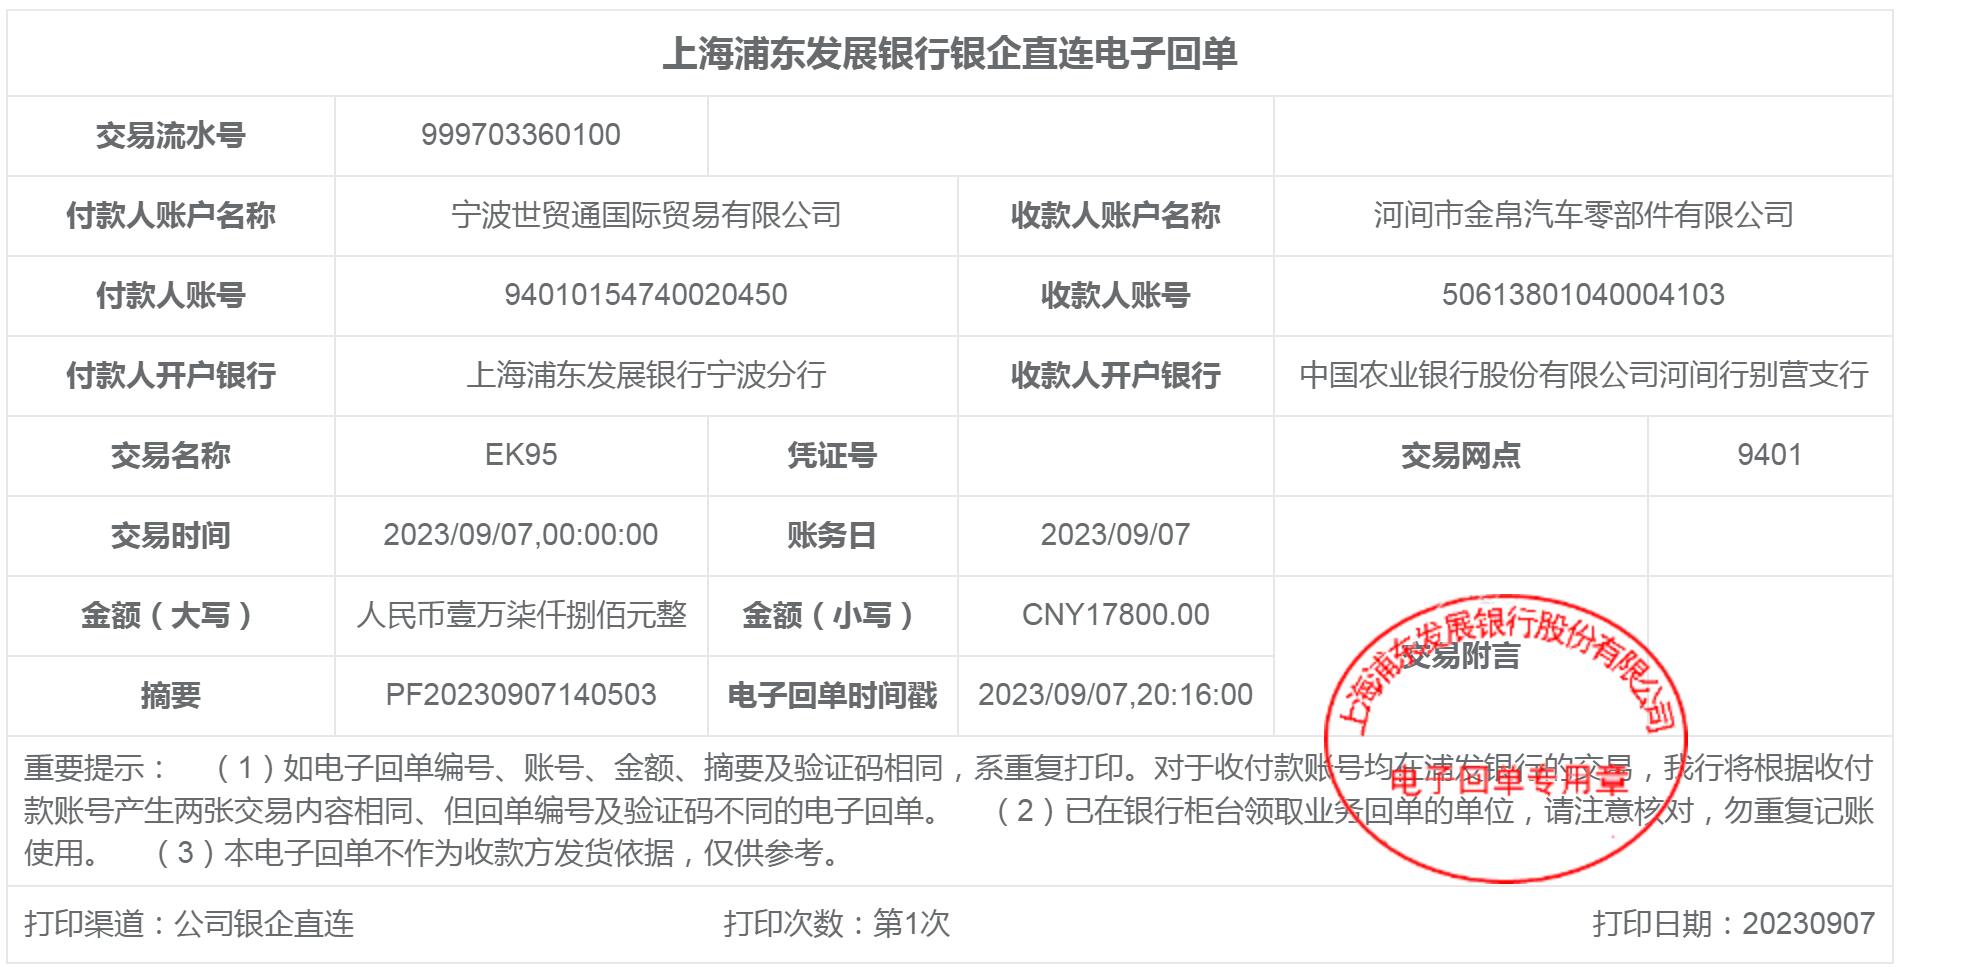 上海浦东发展银行银企直连电子回单
交易流水号 999703360100
付款人账户名称 宁波世贸通国际贸易有限公司 收款人账户名称 河间市金帛汽车零部件有限公司
付款人账号 94010154740020450 收款人账号 50613801040004103
付款人开户银行 上海浦东发展银行宁波分行 收款人开户银行 中国农业银行股份有限公司河间行别营支行
交易名称 EK95 凭证号 交易网点 9401
交易时间 2023/09/07,00:00:00 账务日 2023/09/07
金额（大写） 人民币壹万柒仟捌佰元整 金额（小写） CNY17800.00
交易附言
摘要 PF20230907140503 电子回单时间戳 2023/09/07,20:16:00
上海浦东发展银行股份有限公司
电子回单专用章
重要提示： （1）如电子回单编号、账号、金额、摘要及验证码相同，系重复打印。对于收付款账号均在浦发银行的交易，我行将根据收付
款账号产生两张交易内容相同、但回单编号及验证码不同的电子回单。 （2）已在银行柜台领取业务回单的单位，请注意核对，勿重复记账
使用。 （3）本电子回单不作为收款方发货依据，仅供参考。
打印渠道：公司银企直连 打印次数：第1次 打印日期：20230907